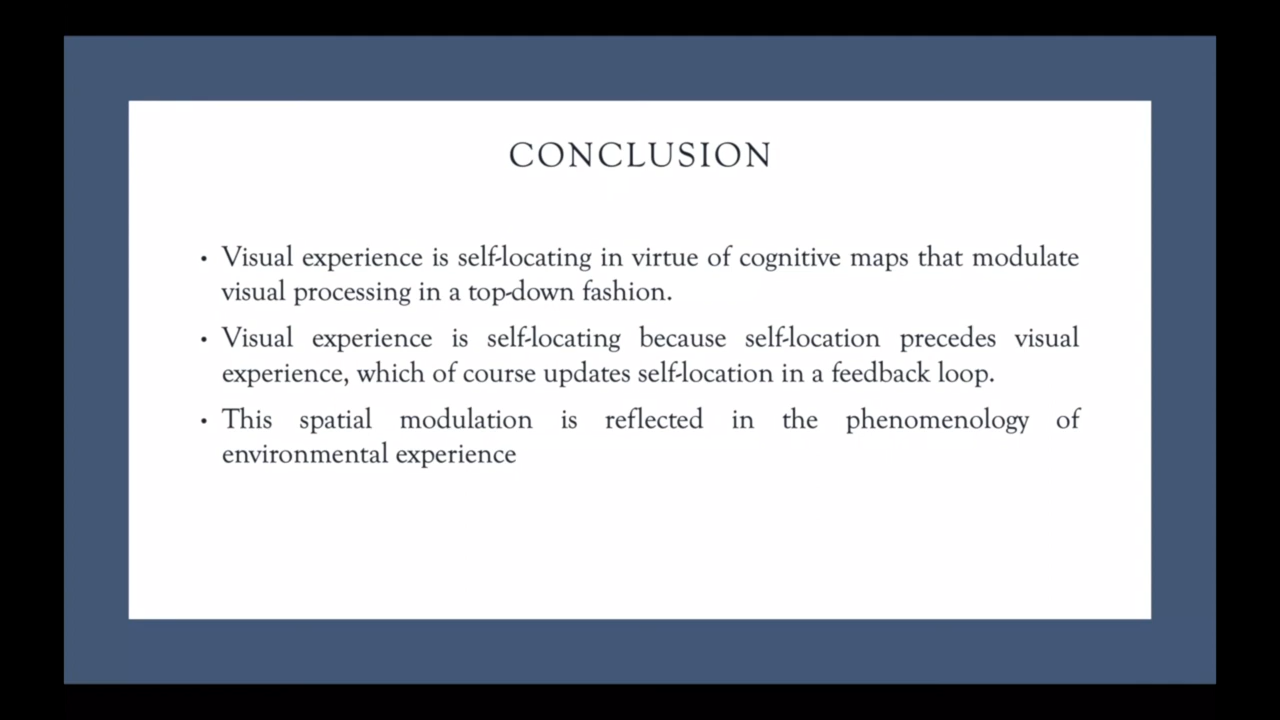 CONCLUSION
• Visual experience is self-locating in virtue of cognitive maps that modulate
visual processing in a top-down fashion.
• Visual experience is self-locating because self-location precedes visual
experience, which of course updates self-location in a feedback loop.
• This spatial modulation is reflected in the phenomenology of
environmental experience